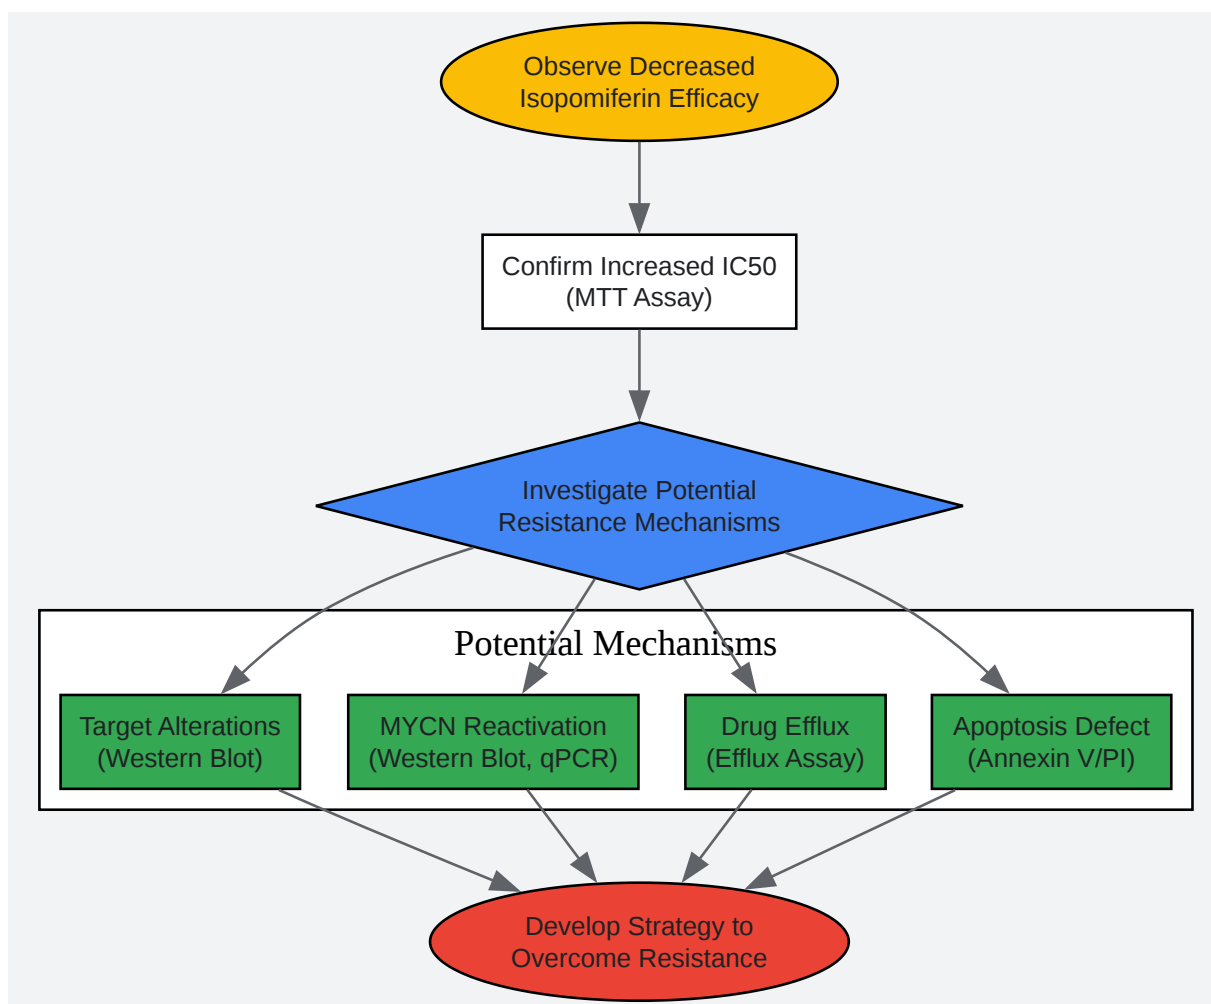 Observe Decreased
Isopomiferin Efficacy
Confirm Increased IC50
(MTT Assay)
Investigate Potential
Resistance Mechanisms
Potential Mechanisms
Target Alterations
(Western Blot)
MYCN Reactivation
(Western Blot, qPCR)
Drug Efflux
(Efflux Assay)
Apoptosis Defect
(Annexin V/PI)
Develop Strategy to
Overcome Resistance